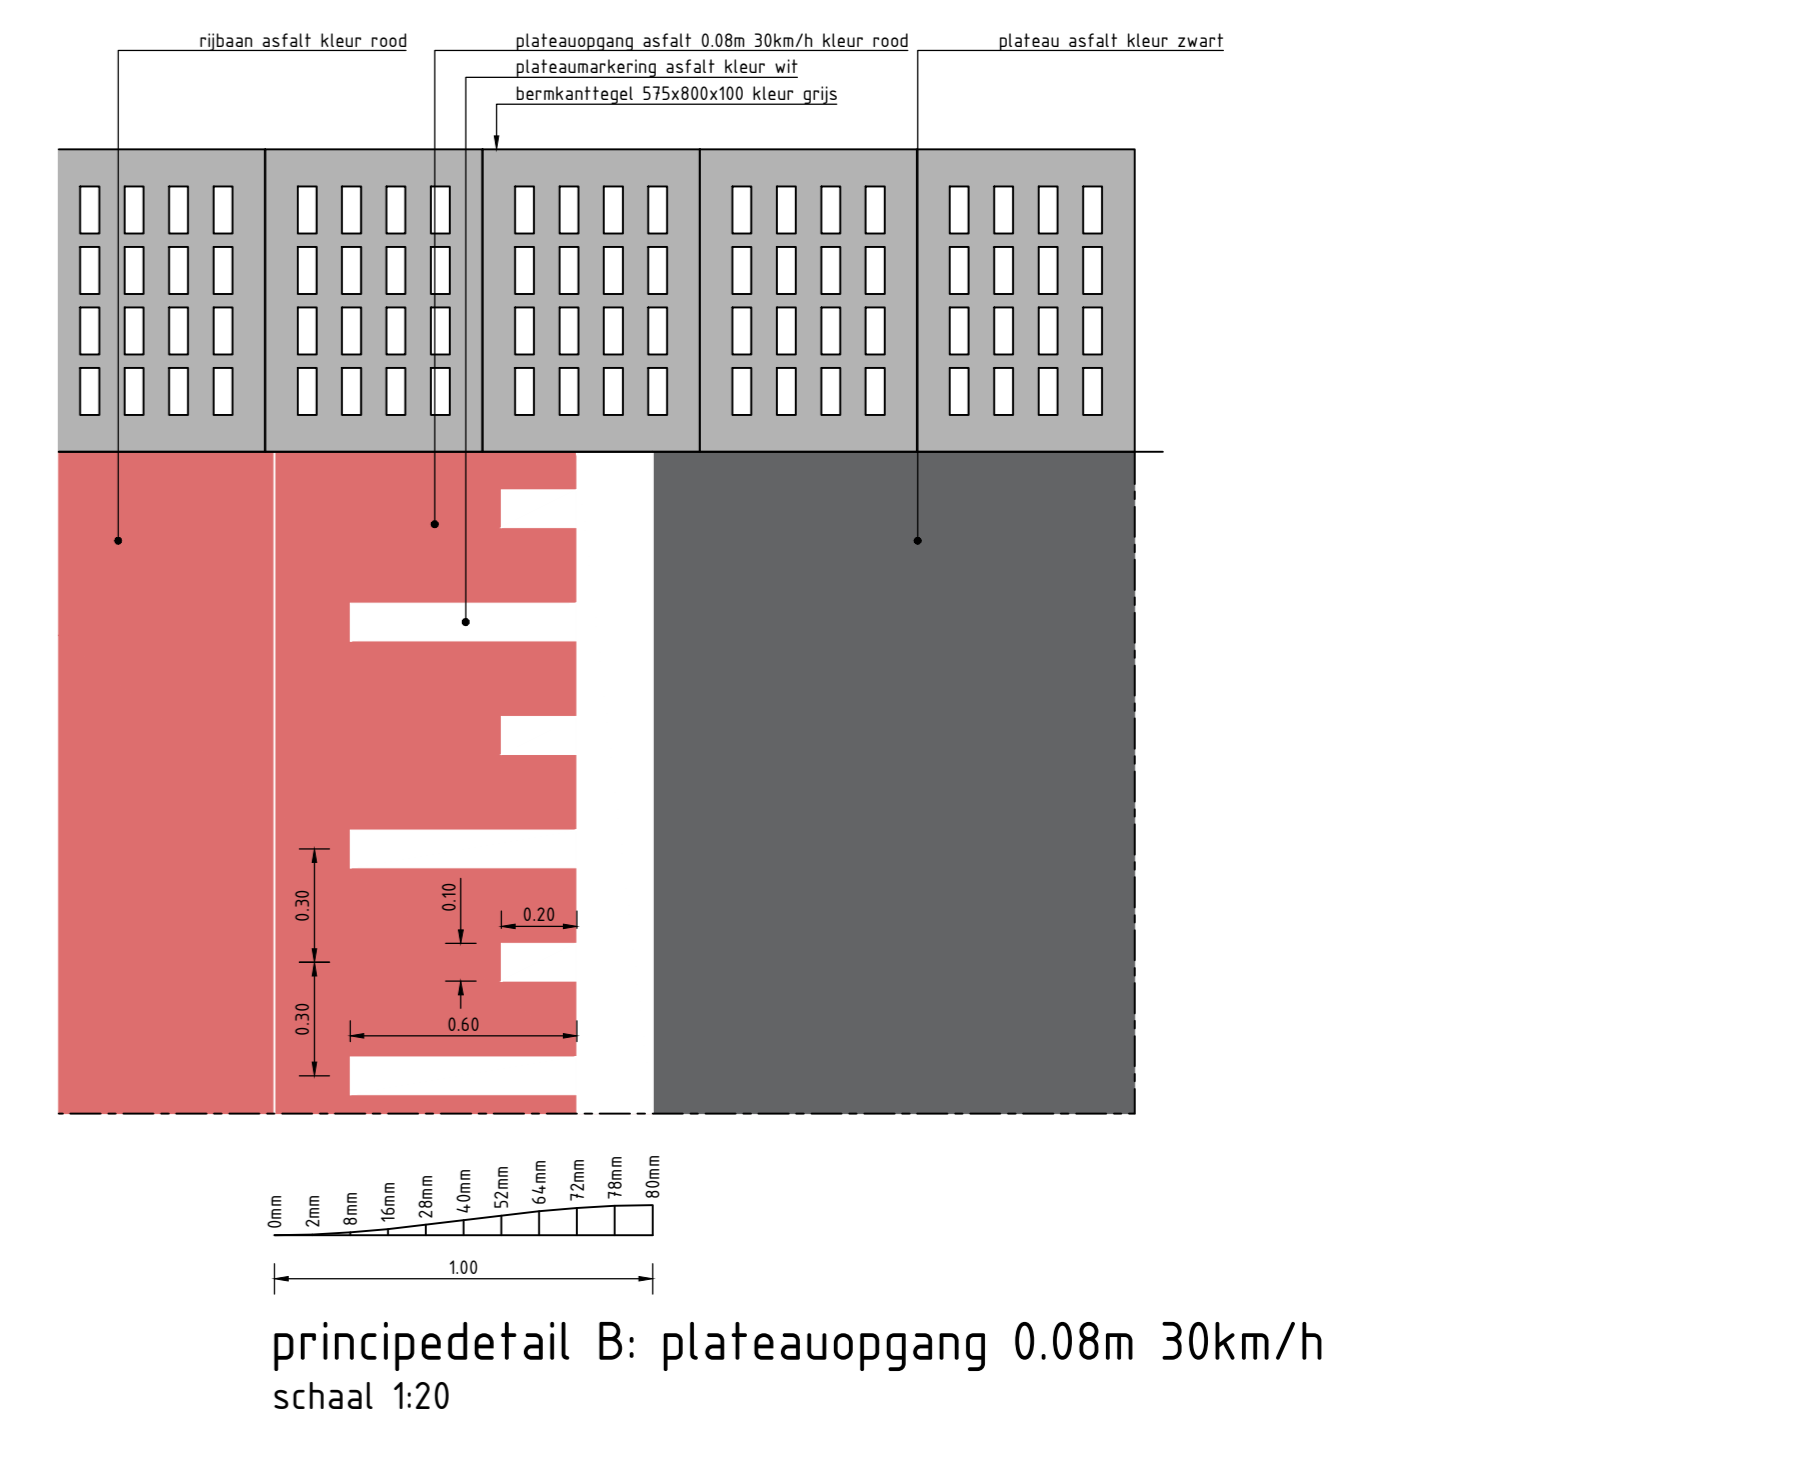 rijbaan asfalt kleur rood
plateauopgang asfalt 0.08m 30km/h kleur rood
plateau asfalt kleur zwart
plateaumarkering asfalt kleur wit
bermkanttegel 575x800x100 kleur grijs
0.30
0.10
0.20
0.30
0.60
0mm
2mm
8mm
16mm
28mm
40mm
52mm
64mm
72mm
78mm
80mm
1.00
principedetail B: plateauopgang 0.08m 30km/h
schaal 1:20